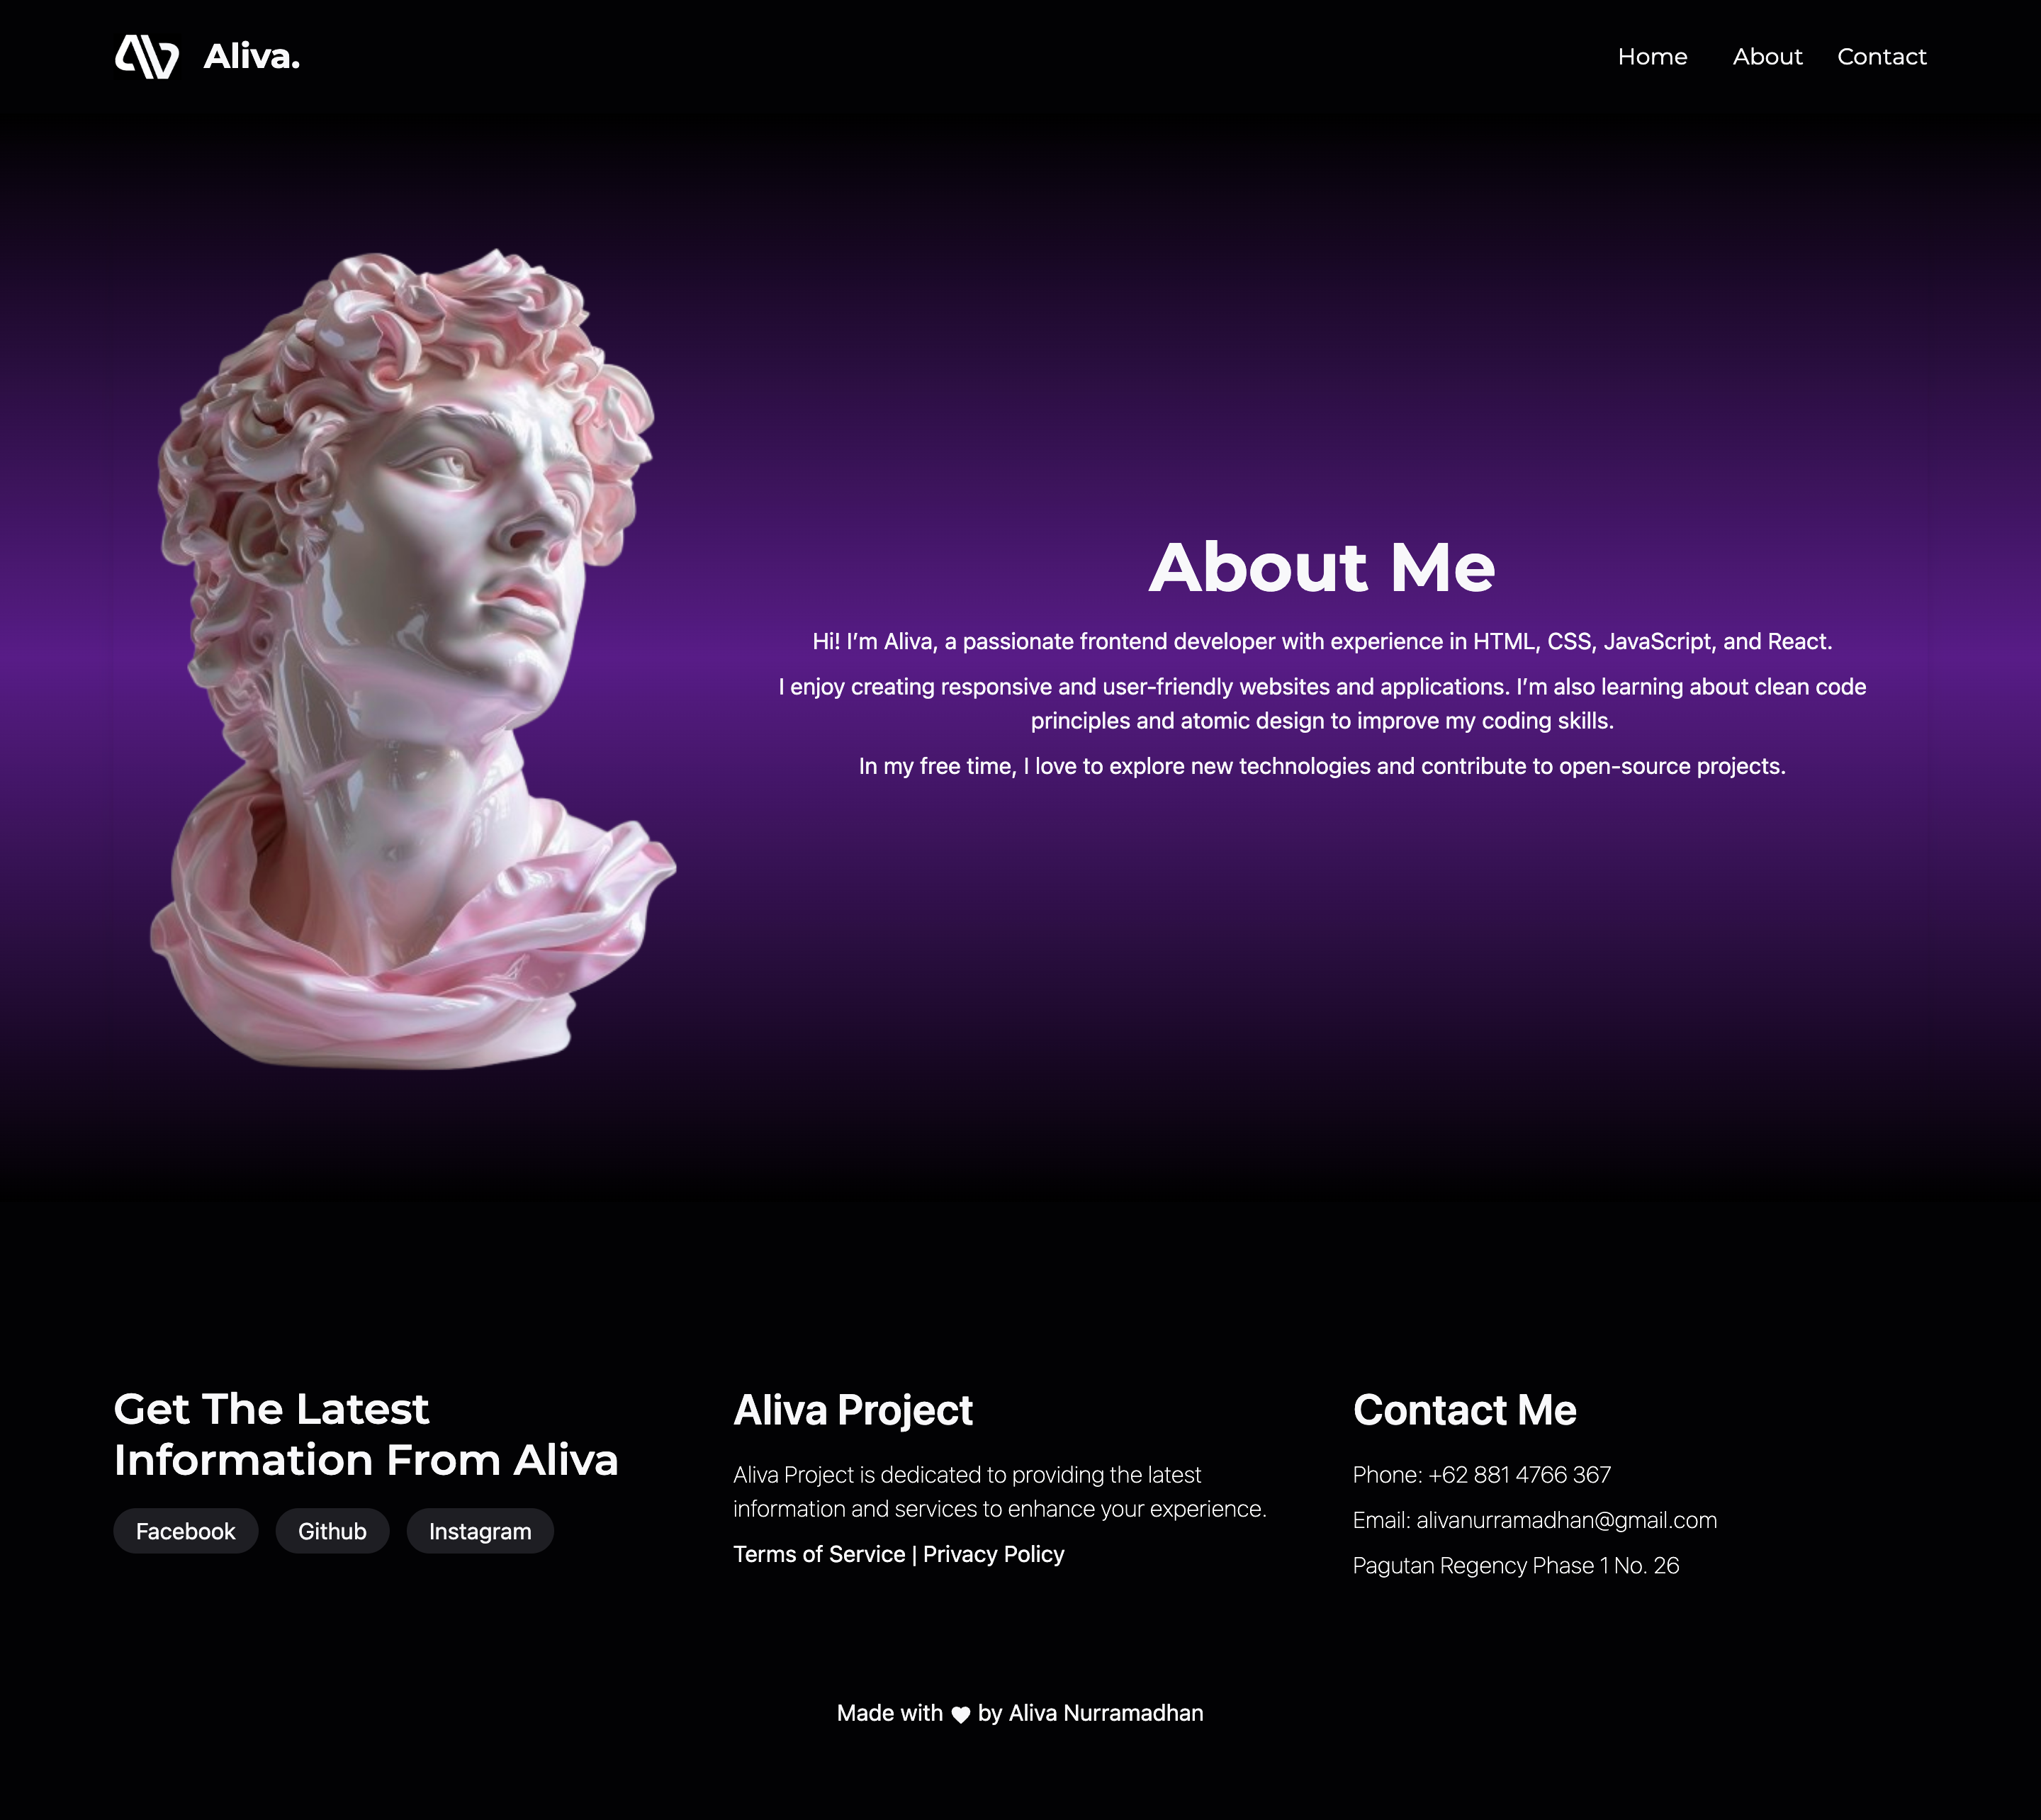 Aliva.
Home
About
Contact
About Me
Hi! I’m Aliva, a passionate frontend developer with experience in HTML, CSS, JavaScript, and React.
I enjoy creating responsive and user-friendly websites and applications. I’m also learning about clean code
principles and atomic design to improve my coding skills.
In my free time, I love to explore new technologies and contribute to open-source projects.
Get The Latest
Information From Aliva
Facebook
Github
Instagram
Aliva Project
Aliva Project is dedicated to providing the latest
information and services to enhance your experience.
Terms of Service | Privacy Policy
Contact Me
Phone: +62 881 4766 367
Email: alivanurramadhan@gmail.com
Pagutan Regency Phase 1 No. 26
Made with ♥ by Aliva Nurramadhan